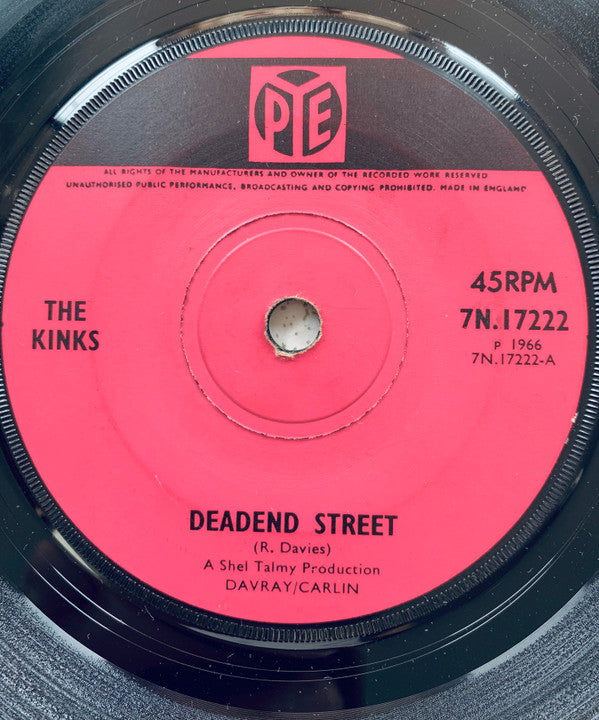 PYE
ALL RIGHTS OF THE MANUFACTURERS AND OWNER OF THE RECORDED WORK RESERVED
UNAUTHORISED PUBLIC PERFORMANCE, BROADCASTING AND COPYING PROHIBITED. MADE IN ENGLAND
THE
KINKS
45RPM
7N.17222
P 1966
7N.17222-A
DEADEND STREET
(R. Davies)
A Shel Talmy Production
DAVRAY/CARLIN